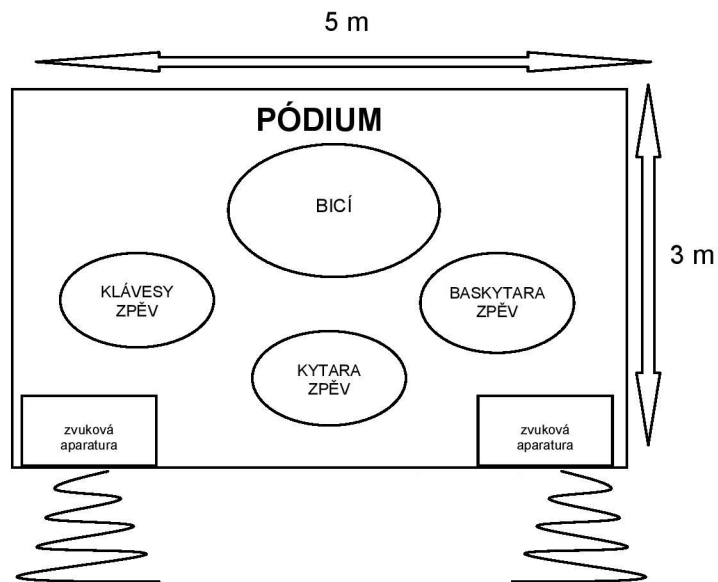 5 m
PÓDIUM
BICÍ
3 m
KLÁVESY
ZPĚV
BASKYTARA
ZPĚV
KYTARA
ZPĚV
zvuková
aparatura
zvuková
aparatura